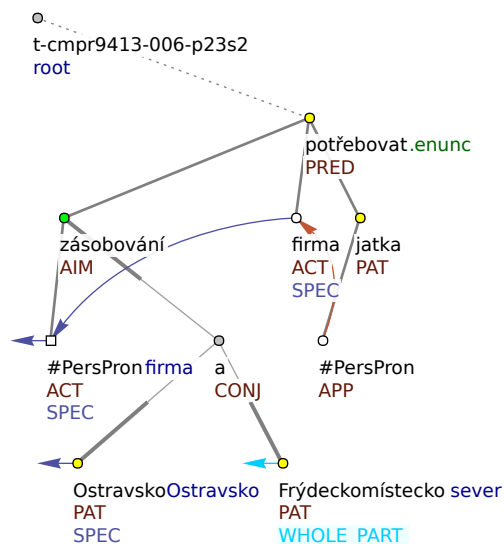 t-cmpr9413-006-p23s2
root
potřebovat.enunc
PRED
zásobování
AIM
firma
ACT
SPEC
jatka
PAT
#PersPron firma
ACT
SPEC
a
CONJ
#PersPron
APP
OstravskoOstravsko
PAT
SPEC
Frýdeckomístecko sever
PAT
WHOLE_PART